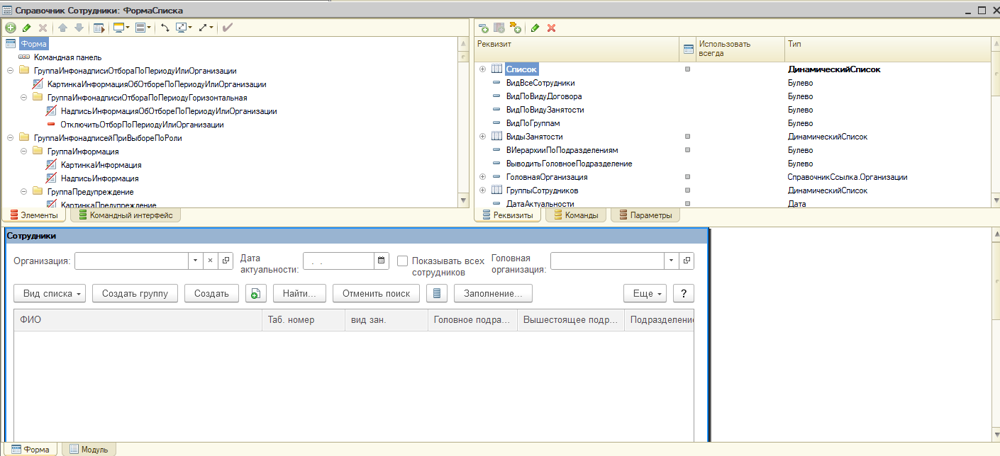 Справочник Сотрудники: ФормаСписка
Форма
Командная панель
ГруппаИнфонадписиОтбораПоПериодуИлиОрганизации
КартинкаИнформацияОбОтбореПоПериодуИлиОрганизации
ГруппаИнфонадписиОтбораПоПериодуГоризонтальная
НадписьИнформацияОбОтбореПоПериодуИлиОрганизации
ОтключитьОтборПоПериодуИлиОрганизации
ГруппаИнфонадписейПриВыбореПоРоли
ГруппаИнформация
КартинкаИнформация
НадписьИнформация
ГруппаПредупреждение
КартинкаПредупреждение
Элементы Командный интерфейс
Реквизит Использовать всегда Тип
Список ДинамическийСписок
ВидВсеСотрудники Булево
ВидПоВидуДоговора Булево
ВидПоВидуЗанятости Булево
ВидПоГруппам Булево
ВидыЗанятости ДинамическийСписок
ВИерархииПоПодразделениям Булево
ВыводитьГоловноеПодразделение Булево
ГоловнаяОрганизация СправочникСсылка.Организации
ГруппыСотрудников ДинамическийСписок
ДатаАктуальности Дата
Реквизиты Команды Параметры
Сотрудники
Организация: Дата актуальности: . . Показывать всех сотрудников Головная организация:
Вид списка Создать группу Создать Найти... Отменить поиск Заполнение... Еще ?
ФИО Таб. номер вид зан. Головное подра... Вышестоящее подр... Подразделение
Форма Модуль